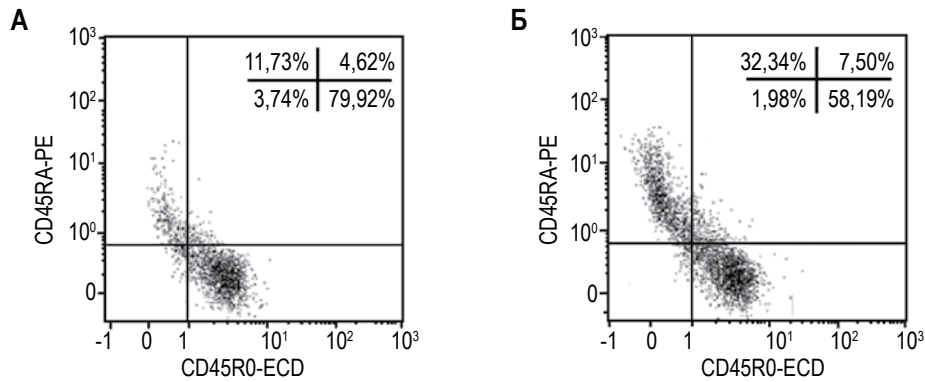 А
10³
10²
10¹
10⁰
0
CD45RA-PE
11,73% 4,62%
3,74% 79,92%
-1 0 1 10¹ 10² 10³
CD45R0-ECD
Б
10³
10²
10¹
10⁰
0
CD45RA-PE
32,34% 7,50%
1,98% 58,19%
-1 0 1 10¹ 10² 10³
CD45R0-ECD